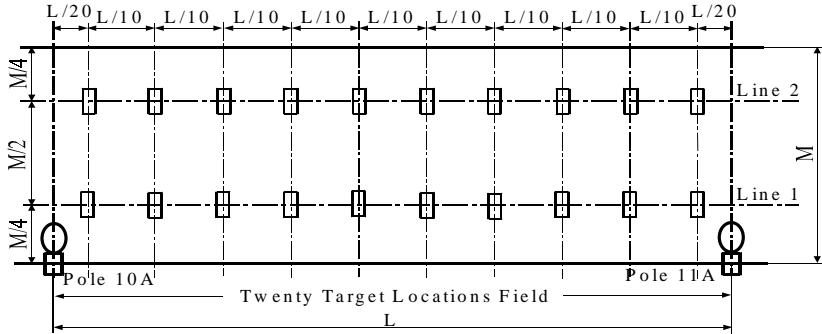 L/20 L/10 L/10 L/10 L/10 L/10 L/10 L/10 L/10 L/10 L/20
M/4
Line 2
M/2
M
Line 1
M/4
Pole 10A Pole 11A
Twenty Target Locations Field
L